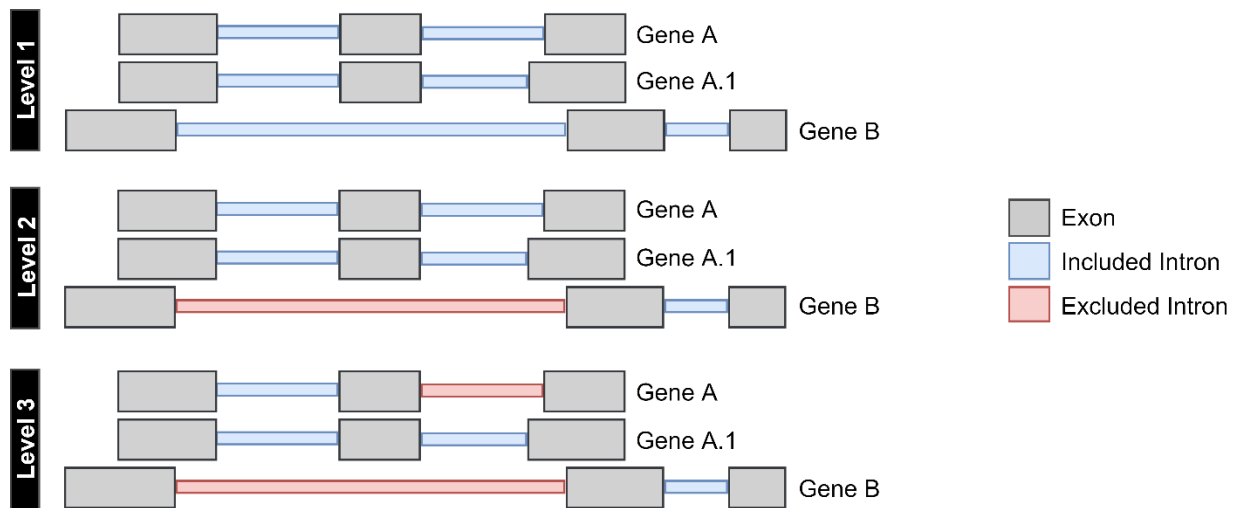 Level 1
Gene A
Gene A.1
Gene B
Level 2
Gene A
Gene A.1
Gene B
Level 3
Gene A
Gene A.1
Gene B
Exon
Included Intron
Excluded Intron